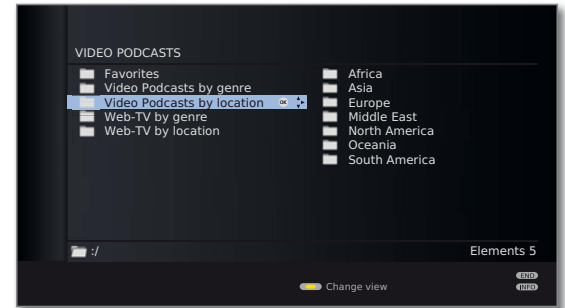 VIDEO PODCASTS
Favorites
Video Podcasts by genre
Video Podcasts by location OK
Web-TV by genre
Web-TV by location
Africa
Asia
Europe
Middle East
North America
Oceania
South America
:/
Elements 5
Change view
END
INFO